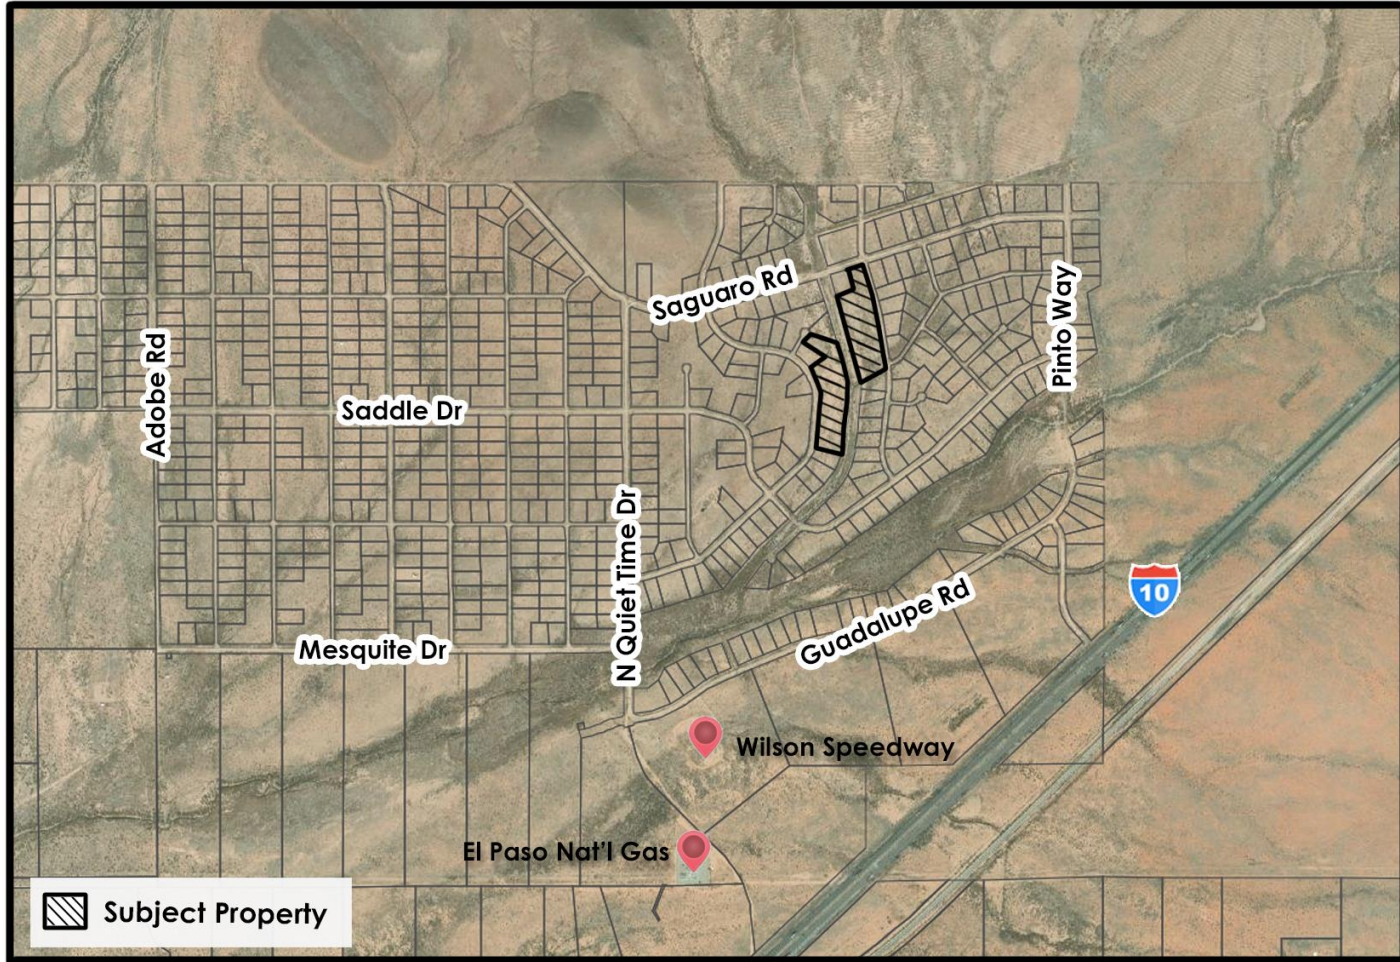 Saguaro Rd
Pinto Way
Adobe Rd
Saddle Dr
N Quiet Time Dr
10
Guadalupe Rd
Mesquite Dr
Wilson Speedway
El Paso Nat'l Gas
Subject Property